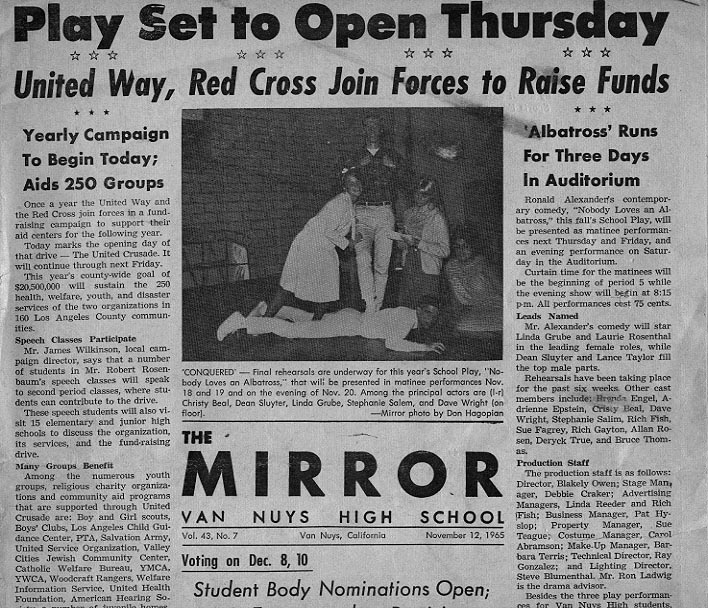 Play Set to Open Thursday
United Way, Red Cross Join Forces to Raise Funds
Yearly Campaign
To Begin Today;
Aids 250 Groups
Once a year the United Way and
the Red Cross join forces in a fund-
raising campaign to support their
aid centers for the following year.
Today marks the opening day of
that drive — The United Crusade. It
will continue through next Friday.
This year's county-wide goal of
$20,500,000 will sustain the 250
health, welfare, youth, and disaster
services of the two organizations in
160 Los Angeles County communi-
ties.
Speech Classes Participate
Mr. James Wilkinson, local cam-
paign director, says that a number
of students in Mr. Robert Rosen-
baum's speech classes will speak
to second period classes, where stu-
dents can contribute to the drive.
These speech students will also vi-
sit 15 elementary and junior high
schools to discuss the organization,
its services, and the fund-raising
drive.
Many Groups Benefit
Among the numerous youth
groups, religious charity organiza-
tions and community aid programs
that are supported through United
Crusade are: Boy and Girl scouts,
Boys' Clubs, Los Angeles Child Gui-
dance Center, PTA, Salvation Army,
United Service Organization, Valley
Cities Jewish Community Center,
Catholic Welfare Bureau, YMCA,
YWCA, Woodcraft Rangers, Welfare
Information Service, United Health
Foundation, American Hearing So-
'CONQUERED' — Final rehearsals are underway for this year's School Play, "No-
body Loves an Albatross," that will be presented in matinee performances Nov.
18 and 19 and on the evening of Nov. 20. Among the principal actors are (l-r)
Christy Beal, Dean Sluyter, Linda Grube, Stephanie Salem, and Dave Wright (on
floor). —Mirror photo by Don Hagopian
THE
MIRROR
VAN NUYS HIGH SCHOOL
Vol. 43, No. 7 Van Nuys, California November 12, 1965
Voting on Dec. 8, 10
Student Body Nominations Open;
'Albatross' Runs
For Three Days
In Auditorium
Ronald Alexander's contempor-
ary comedy, "Nobody Loves an Al-
batross," this fall's School Play, will
be presented as matinee performan-
ces next Thursday and Friday, and
an evening performance on Satur-
day in the Auditorium.
Curtain time for the matinees will
be the beginning of period 5 while
the evening show will begin at 8:15
p.m. All performances cost 75 cents.
Leads Named
Mr. Alexander's comedy will star
Linda Grube and Laurie Rosenthal
in the leading female roles, while
Dean Sluyter and Lance Taylor fill
the top male parts.
Rehearsals have been taking place
for the past six weeks. Other cast
members include: Brenda Engel, A-
drienne Epstein, Cristy Beal, Dave
Wright, Stephanie Salim, Rich Fish,
Sue Fagrey, Rich Gayton, Allan Ro-
sen, Deryck True, and Bruce Thom-
as.
Production Staff
The production staff is as follows:
Director, Blakely Owen; Stage Man-
ager, Debbie Craker; Advertising
Managers, Linda Reeder and Rich
Fish; Business Manager, Pat Hy-
slop; Property Manager, Sue
Teague; Costume Manager, Carol
Abramson; Make-Up Manager, Bar-
bara Terris; Technical Director, Ray
Gonzalez; and Lighting Director,
Steve Blumenthal. Mr. Ron Ladwig
is the drama advisor.
Besides the three play performan-
ces for Van Nuys High students,